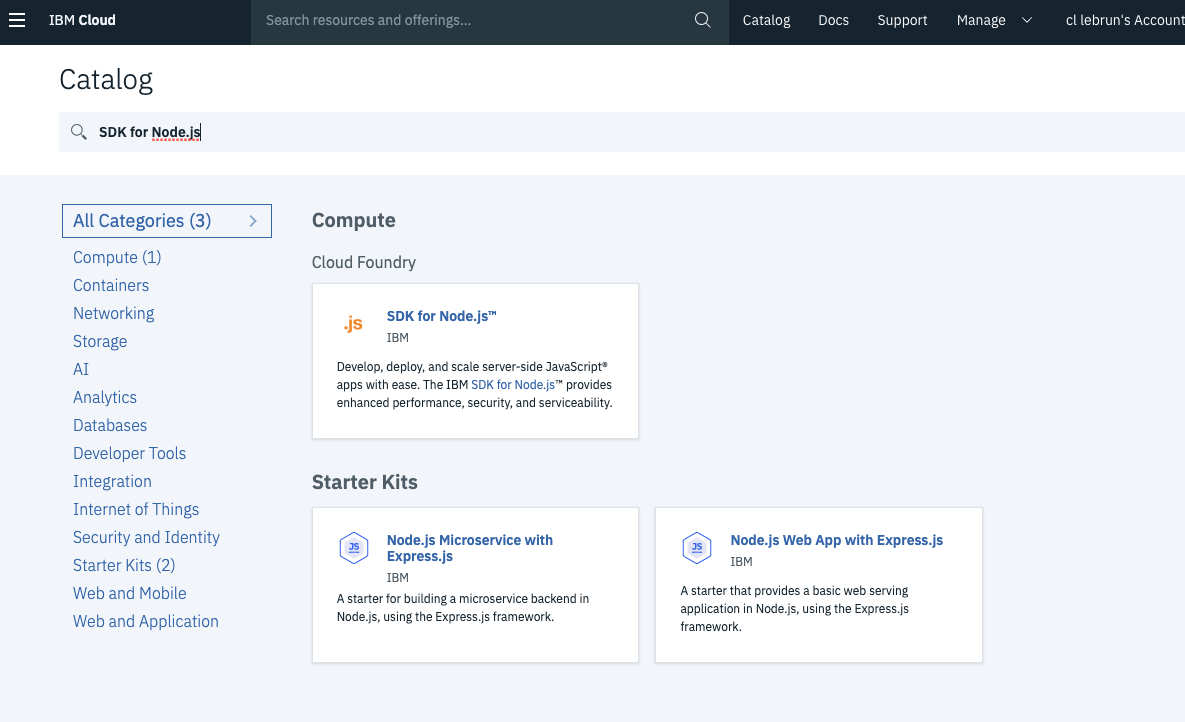 IBM Cloud
Search resources and offerings...
Catalog
Docs
Support
Manage
cl lebrun's Account
Catalog
SDK for Node.js
All Categories (3)
Compute (1)
Containers
Networking
Storage
AI
Analytics
Databases
Developer Tools
Integration
Internet of Things
Security and Identity
Starter Kits (2)
Web and Mobile
Web and Application
Compute
Cloud Foundry
.js
SDK for Node.js™
IBM
Develop, deploy, and scale server-side JavaScript®
apps with ease. The IBM SDK for Node.js™ provides
enhanced performance, security, and serviceability.
Starter Kits
JS
Node.js Microservice with
Express.js
IBM
A starter for building a microservice backend in
Node.js, using the Express.js framework.
JS
Node.js Web App with Express.js
IBM
A starter that provides a basic web serving
application in Node.js, using the Express.js
framework.